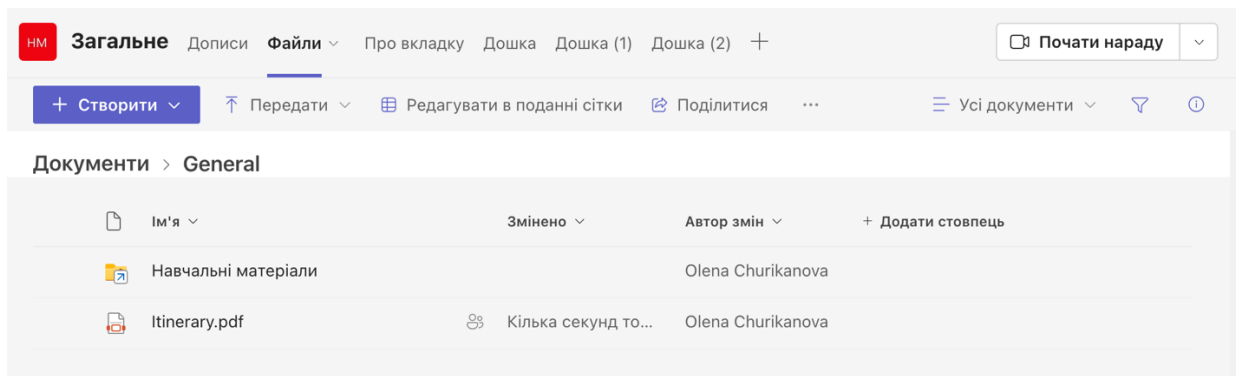 НМ Загальне Дописи Файли Про вкладку Дошка Дошка (1) Дошка (2) Почати нараду
Створити Передати Редагувати в поданні сітки Поділитися ... Усі документи
Документи > General
Ім'я Змінено Автор змін + Додати стовпець
Навчальні матеріали Olena Churikanova
Itinerary.pdf Кілька секунд то... Olena Churikanova